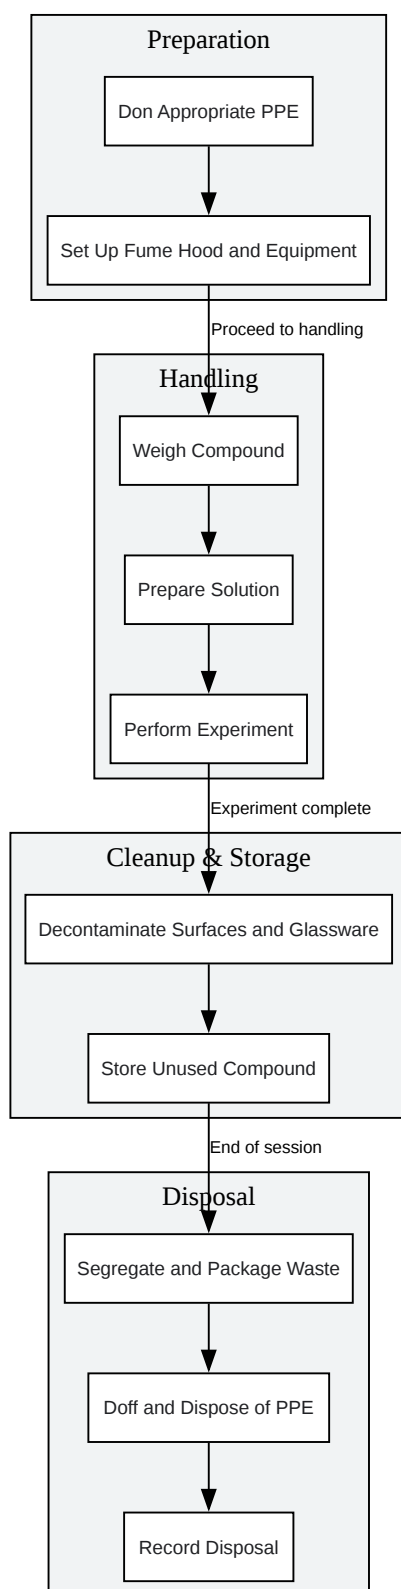 Preparation
Don Appropriate PPE
Set Up Fume Hood and Equipment
Proceed to handling
Handling
Weigh Compound
Prepare Solution
Perform Experiment
Experiment complete
Cleanup & Storage
Decontaminate Surfaces and Glassware
Store Unused Compound
End of session
Disposal
Segregate and Package Waste
Doff and Dispose of PPE
Record Disposal